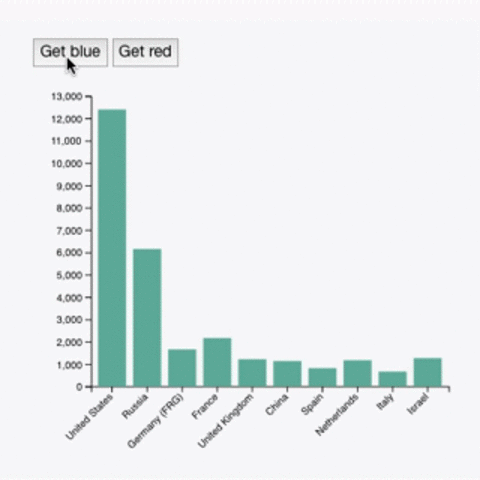 Get blue Get red
13,000
12,000
11,000
10,000
9,000
8,000
7,000
6,000
5,000
4,000
3,000
2,000
1,000
0
United States
Russia
Germany (FRG)
France
United Kingdom
China
Spain
Netherlands
Italy
Israel